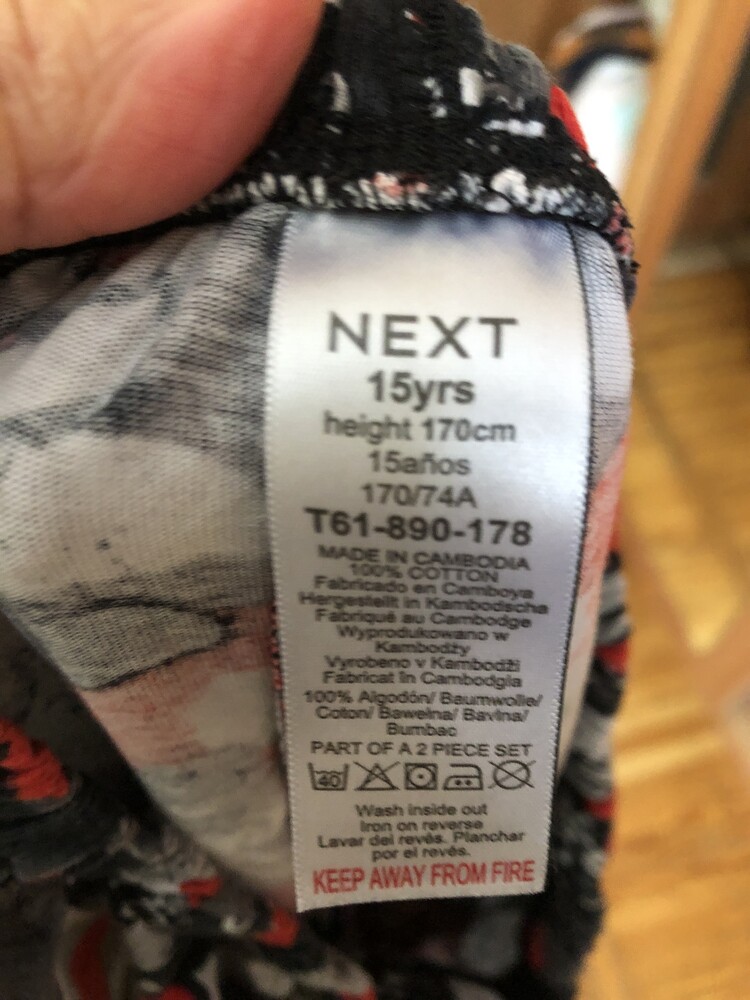 NEXT
15yrs
height 170cm
15años
170/74A
T61-890-178
MADE IN CAMBODIA
100% COTTON
Fabricado en Camboya
Hergestellt in Kambodscha
Fabriqué au Cambodge
Wyprodukowano w
Kambodży
Vyrobeno v Kambodži
Fabricat în Cambodgia
100% Algodón/ Baumwolle/
Coton/ Bawełna/ Bavlna/
Bumbac
PART OF A 2 PIECE SET
40
Wash inside out
Iron on reverse
Lavar del revés. Planchar
por el revés.
KEEP AWAY FROM FIRE